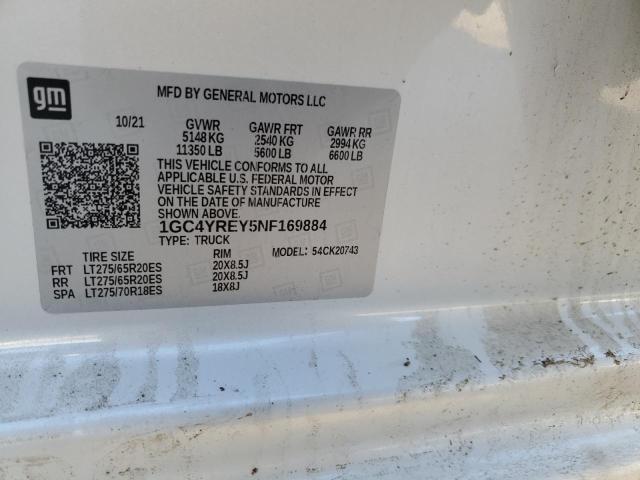 gm
MFD BY GENERAL MOTORS LLC
10/21 GVWR GAWR FRT GAWR RR
5148 KG 2540 KG 2994 KG
11350 LB 5600 LB 6600 LB
THIS VEHICLE CONFORMS TO ALL
APPLICABLE U.S. FEDERAL MOTOR
VEHICLE SAFETY STANDARDS IN EFFECT
ON THE DATE OF MANUFACTURE
SHOWN ABOVE.
1GC4YREY5NF169884
TYPE: TRUCK MODEL: 54CK20743
TIRE SIZE RIM
FRT LT275/65R20ES 20X8.5J
RR LT275/65R20ES 20X8.5J
SPA LT275/70R18ES 18X8J